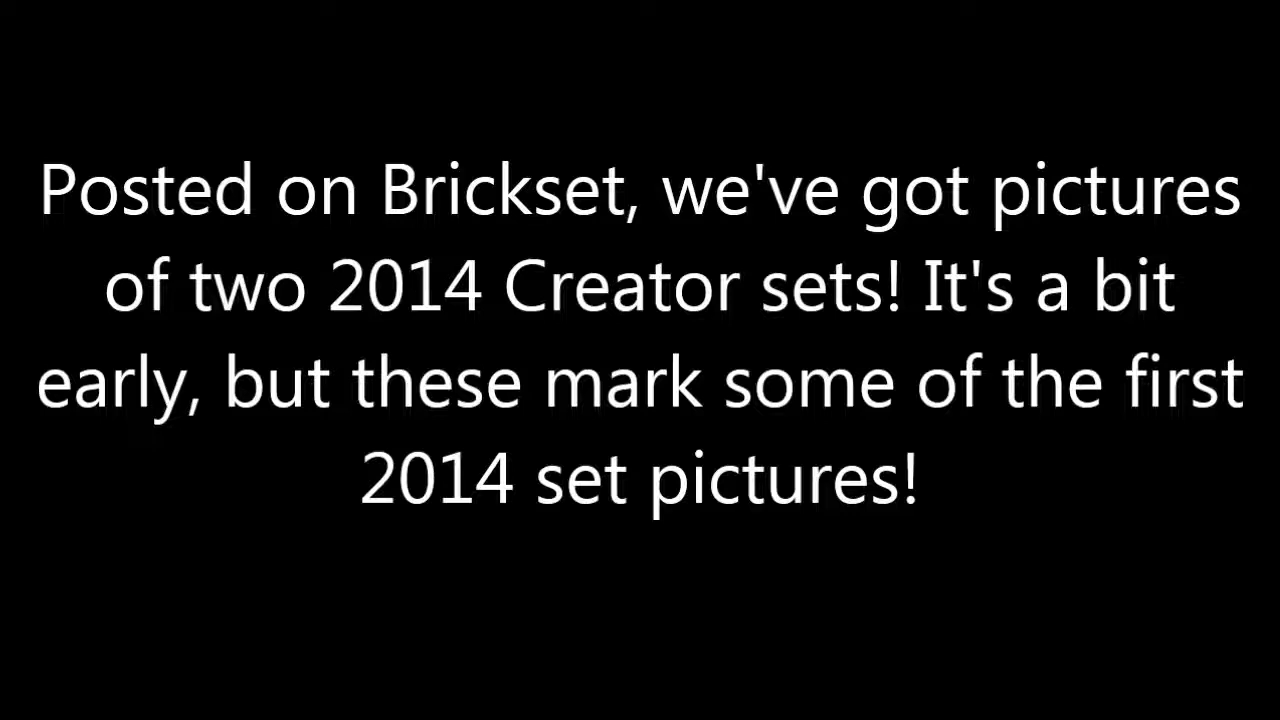 Posted on Brickset, we've got pictures
of two 2014 Creator sets! It's a bit
early, but these mark some of the first
2014 set pictures!